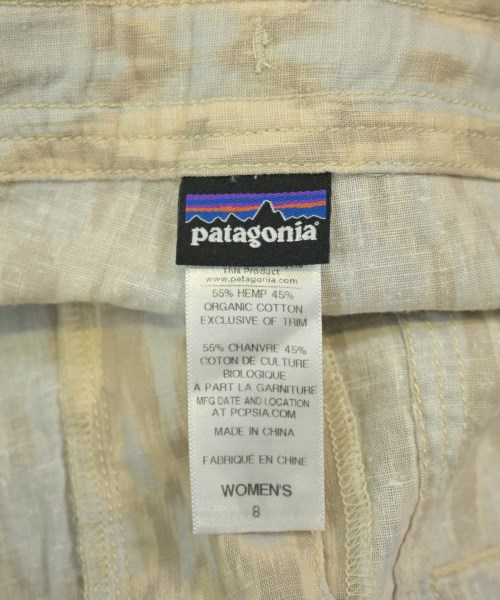 patagonia®
This Product
www.patagonia.com
55% HEMP 45%
ORGANIC COTTON
EXCLUSIVE OF TRIM
55% CHANVRE 45%
COTON DE CULTURE
BIOLOGIQUE
A PART LA GARNITURE
MFG DATE AND LOCATION
AT PCPSIA.COM
MADE IN CHINA
FABRIQUÉ EN CHINE
WOMEN'S
8